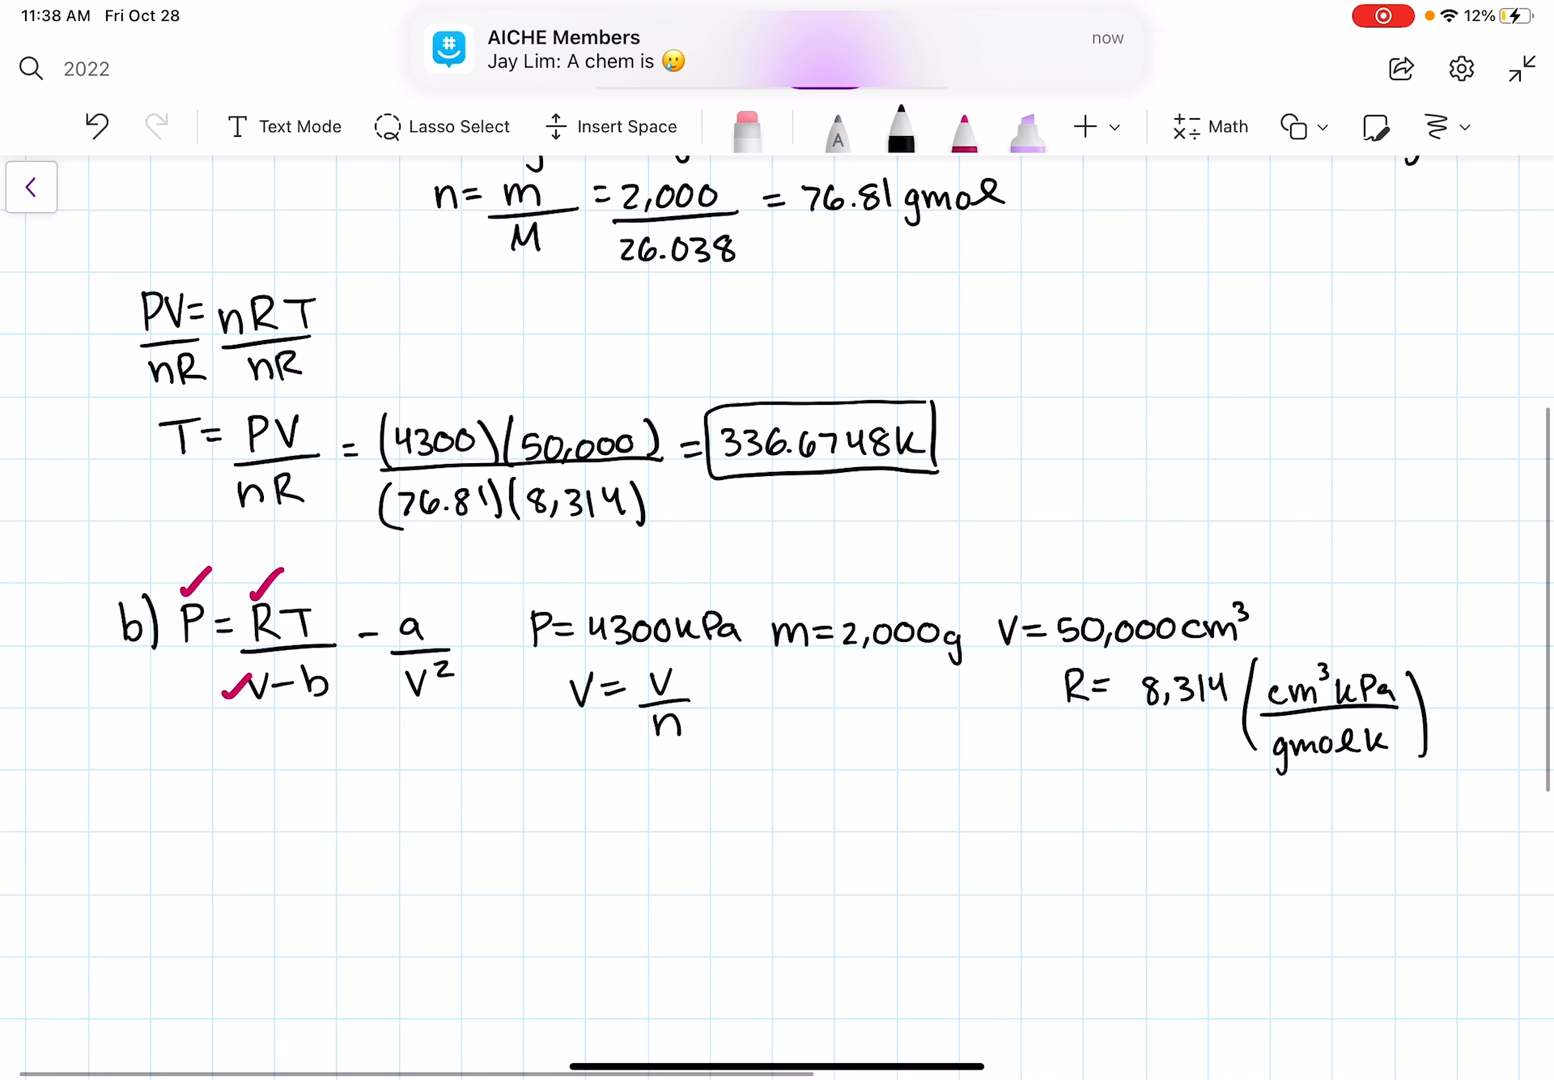 11:38 AM Fri Oct 28
AICHE Members
now
Jay Lim: A chem is 🥲
12%
2022
Text Mode
Lasso Select
Insert Space
Math
n = m/M = 2,000/26.038 = 76.81 gmol
PV/nR = nRT/nR
T = PV/nR = (4300)(50,000)/(76.81)(8,314) = 336.6748K
b) P = RT/v-b - a/v² P = 4300kPa m=2,000g V = 50,000cm³
v = V/n R = 8,314 (cm³kPa/gmolk)